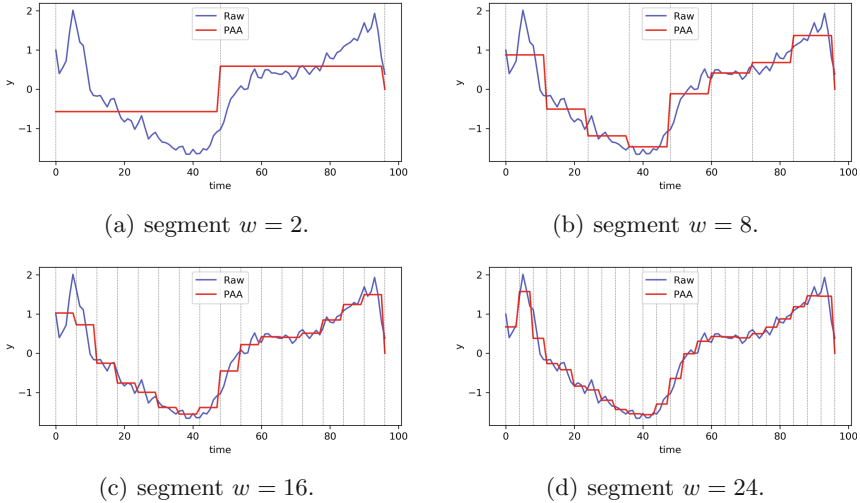 2
1
0
−1
y
Raw
PAA
0 20 40 60 80 100
time
(a) segment w = 2.
2
1
0
−1
y
Raw
PAA
0 20 40 60 80 100
time
(b) segment w = 8.
2
1
0
−1
y
Raw
PAA
0 20 40 60 80 100
time
(c) segment w = 16.
2
1
0
−1
y
Raw
PAA
0 20 40 60 80 100
time
(d) segment w = 24.